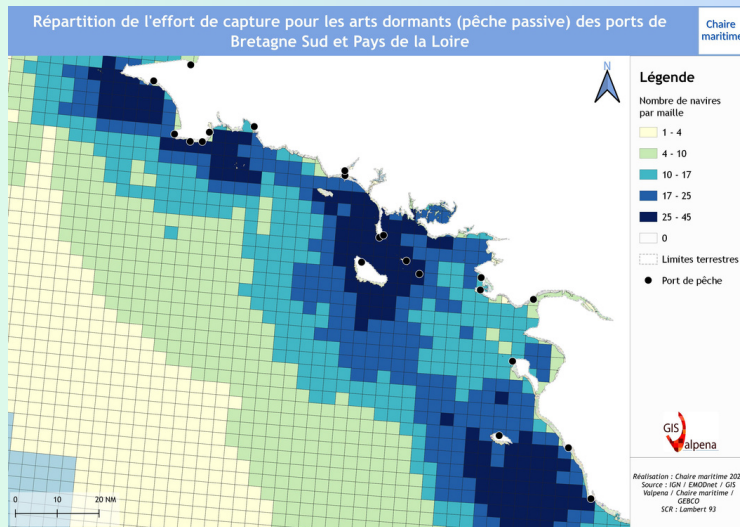 Répartition de l'effort de capture pour les arts dormants (pêche passive) des ports de
Bretagne Sud et Pays de la Loire
Chaire
maritime
N
Légende
Nombre de navires
par maille
1 - 4
4 - 10
10 - 17
17 - 25
25 - 45
0
Limites terrestres
Port de pêche
GIS
Valpena
Réalisation : Chaire maritime 202
Source : IGN / EMODnet / GIS
Valpena / Chaire maritime /
GEBCO
SCR : Lambert 93
0 10 20 NM